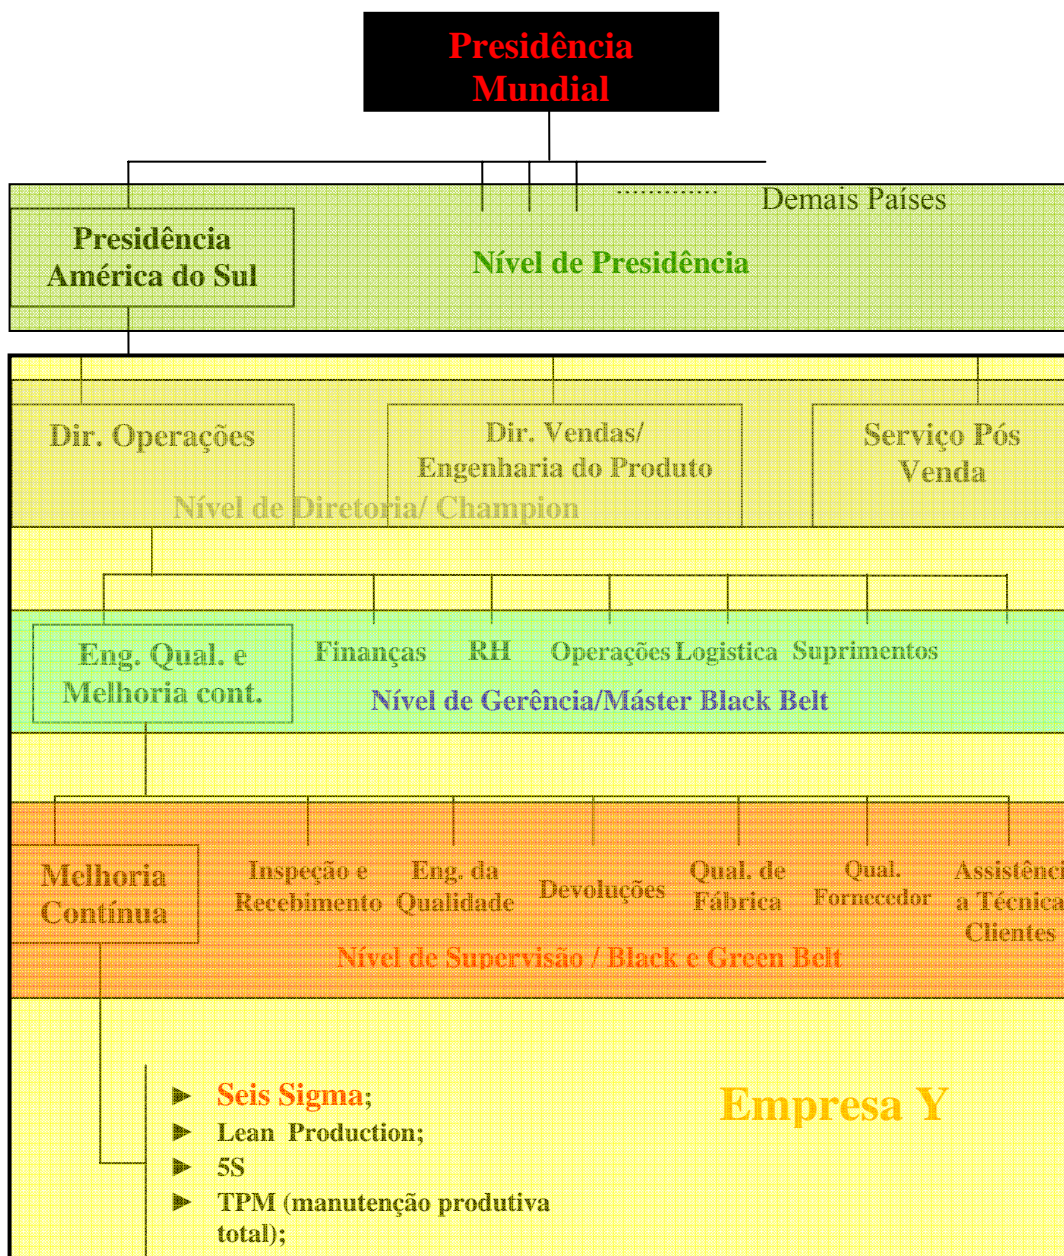 Presidência
Mundial
Demais Países
Presidência
América do Sul
Nível de Presidência
Dir. Operações
Dir. Vendas/
Engenharia do Produto
Serviço Pós
Venda
Nível de Diretoria/ Champion
Eng. Qual. e
Melhoria cont.
Finanças
RH
Operações
Logistica
Suprimentos
Nível de Gerência/Máster Black Belt
Melhoria
Contínua
Inspeção e
Recebimento
Eng. da
Qualidade
Devoluções
Qual. de
Fábrica
Qual.
Fornecedor
Assistênci
a Técnica
Clientes
Nível de Supervisão / Black e Green Belt
► Seis Sigma;
► Lean Production;
► 5S
► TPM (manutenção produtiva
total);
Empresa Y